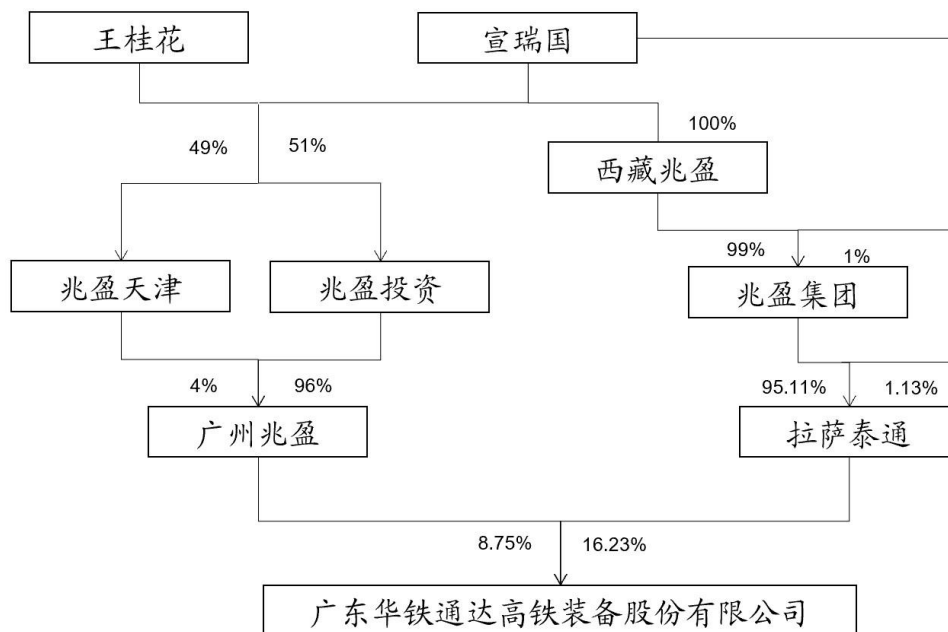 王桂花
宣瑞国
49%
51%
100%
西藏兆盈
99%
1%
兆盈天津
兆盈投资
兆盈集团
4%
96%
95.11%
1.13%
广州兆盈
拉萨泰通
8.75%
16.23%
广东华铁通达高铁装备股份有限公司